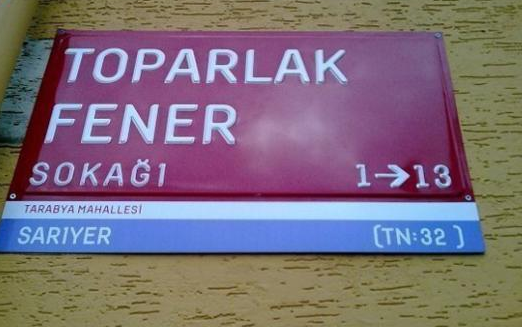 TOPARLAK
FENER
SOKAĞI 1→13
TARABYA MAHALLESİ
SARIYER (TN:32 )